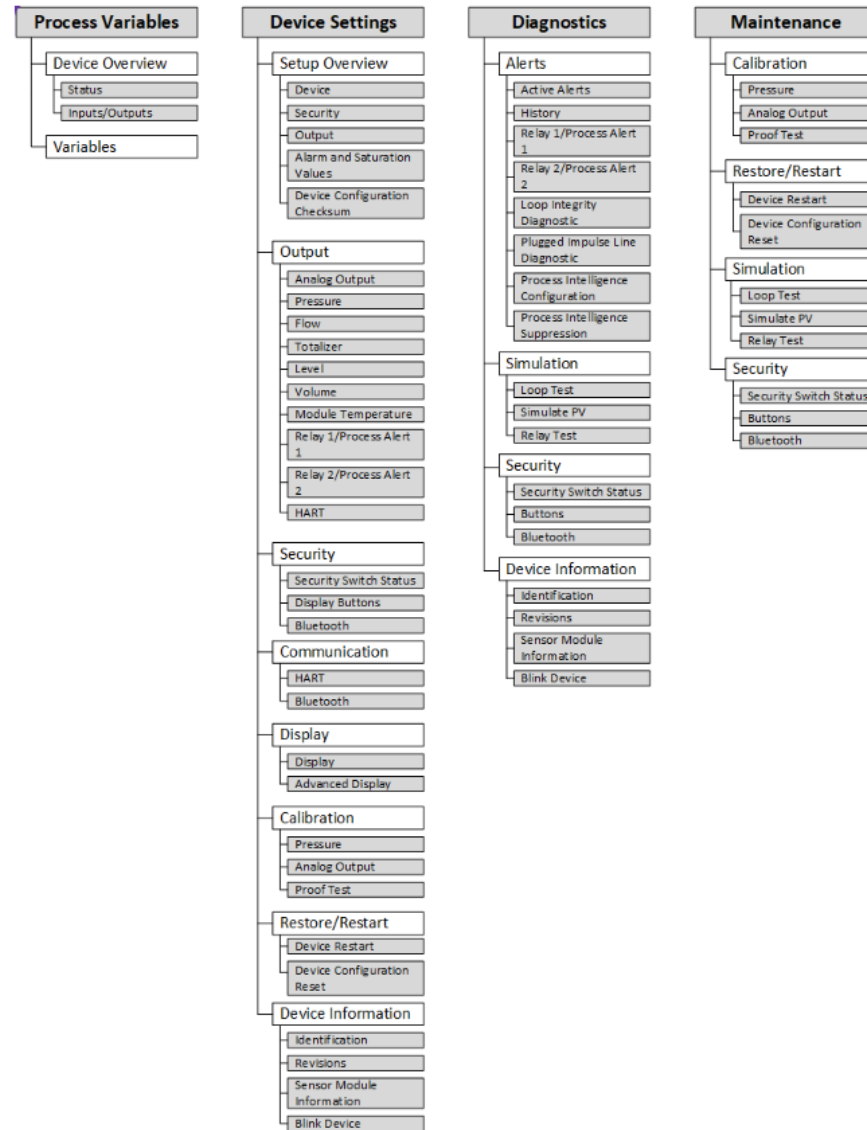 Process Variables
Device Overview
Status
Inputs/Outputs
Variables
Device Settings
Setup Overview
Device
Security
Output
Alarm and Saturation
Values
Device Configuration
Checksum
Output
Analog Output
Pressure
Flow
Totalizer
Level
Volume
Module Temperature
Relay 1/Process Alert
1
Relay 2/Process Alert
2
HART
Security
Security Switch Status
Display Buttons
Bluetooth
Communication
HART
Bluetooth
Display
Display
Advanced Display
Calibration
Pressure
Analog Output
Proof Test
Restore/Restart
Device Restart
Device Configuration
Reset
Device Information
Identification
Revisions
Sensor Module
Information
Blink Device
Diagnostics
Alerts
Active Alerts
History
Relay 1/Process Alert
1
Relay 2/Process Alert
2
Loop Integrity
Diagnostic
Plugged Impulse Line
Diagnostic
Process Intelligence
Configuration
Process Intelligence
Suppression
Simulation
Loop Test
Simulate PV
Relay Test
Security
Security Switch Status
Buttons
Bluetooth
Device Information
Identification
Revisions
Sensor Module
Information
Blink Device
Maintenance
Calibration
Pressure
Analog Output
Proof Test
Restore/Restart
Device Restart
Device Configuration
Reset
Simulation
Loop Test
Simulate PV
Relay Test
Security
Security Switch Status
Buttons
Bluetooth